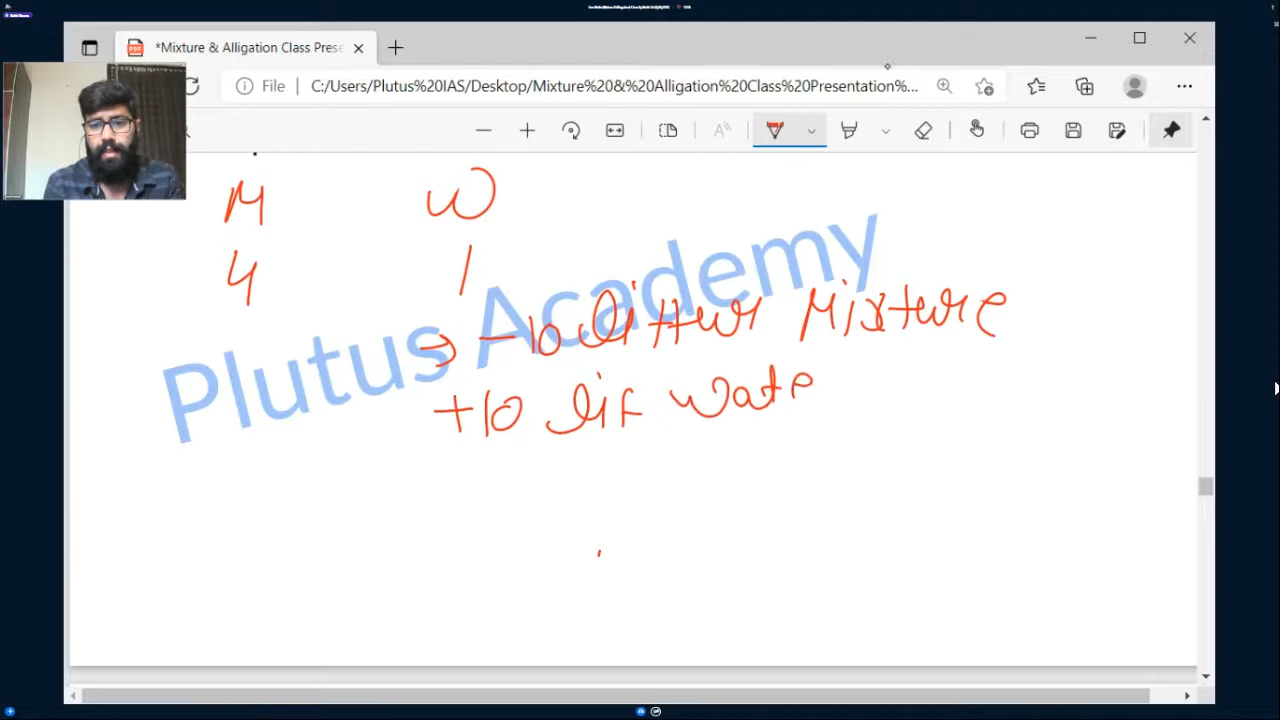 *Mixture & Alligation Class Prese
File C:/Users/Plutus%20IAS/Desktop/Mixture%20&%20Alligation%20Class%20Presentation%...
M W
4 1
→ -10 litter Mixture
+10 lit Wate
Plutus Academy